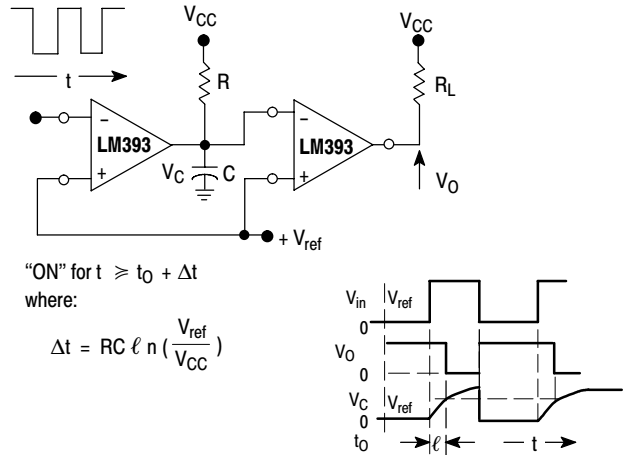 V_CC
V_CC
R
R_L
t
−
LM393
+
−
LM393
+
V_C
C
V_O
+ V_ref
“ON” for t ⩾ t_O + Δt
where:
Δt = RC ℓ n ( V_ref / V_CC )
V_in
V_ref
0
V_O
0
V_C
V_ref
0
t_O
ℓ
t